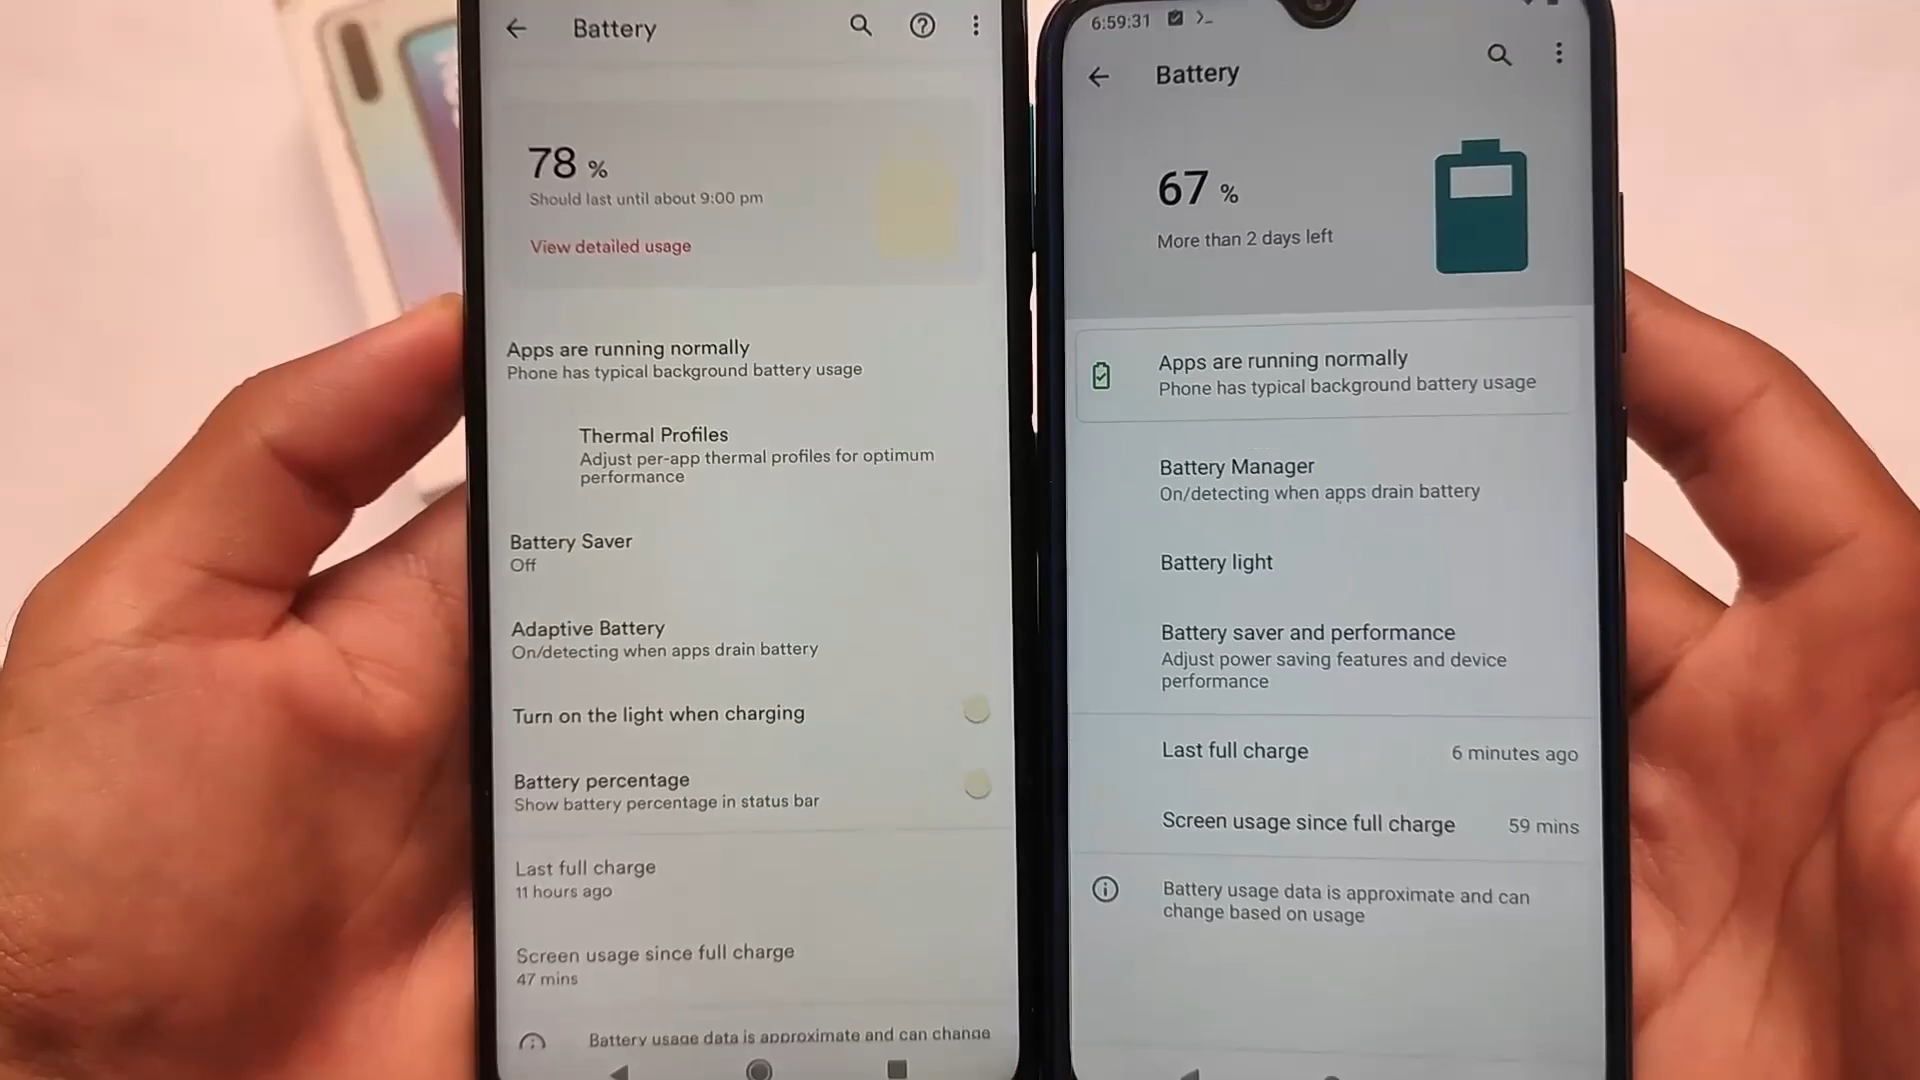 Battery
78 %
Should last until about 9:00 pm
View detailed usage
Apps are running normally
Phone has typical background battery usage
Thermal Profiles
Adjust per-app thermal profiles for optimum
performance
Battery Saver
Off
Adaptive Battery
On/detecting when apps drain battery
Turn on the light when charging
Battery percentage
Show battery percentage in status bar
Last full charge
11 hours ago
Screen usage since full charge
47 mins
Battery usage data is approximate and can change
6:59:31
Battery
67 %
More than 2 days left
Apps are running normally
Phone has typical background battery usage
Battery Manager
On/detecting when apps drain battery
Battery light
Battery saver and performance
Adjust power saving features and device
performance
Last full charge 6 minutes ago
Screen usage since full charge 59 mins
Battery usage data is approximate and can
change based on usage